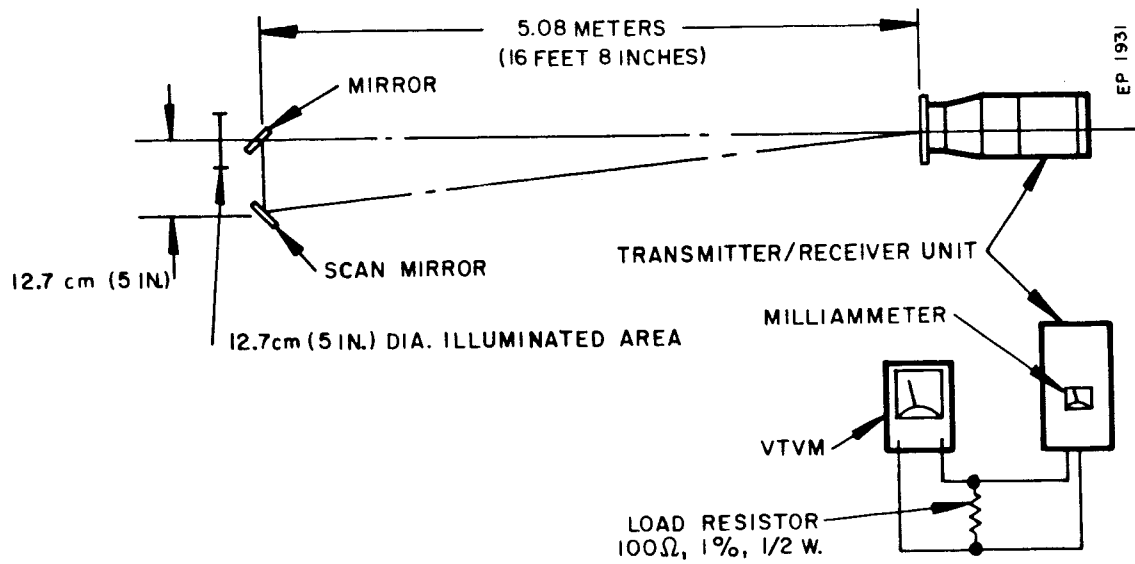 5.08 METERS
(16 FEET 8 INCHES)
EP 1931
MIRROR
SCAN MIRROR
TRANSMITTER/RECEIVER UNIT
12.7 cm (5 IN.)
MILLIAMMETER
12.7cm (5 IN.) DIA. ILLUMINATED AREA
VTVM
LOAD RESISTOR
100Ω, 1%, 1/2 W.